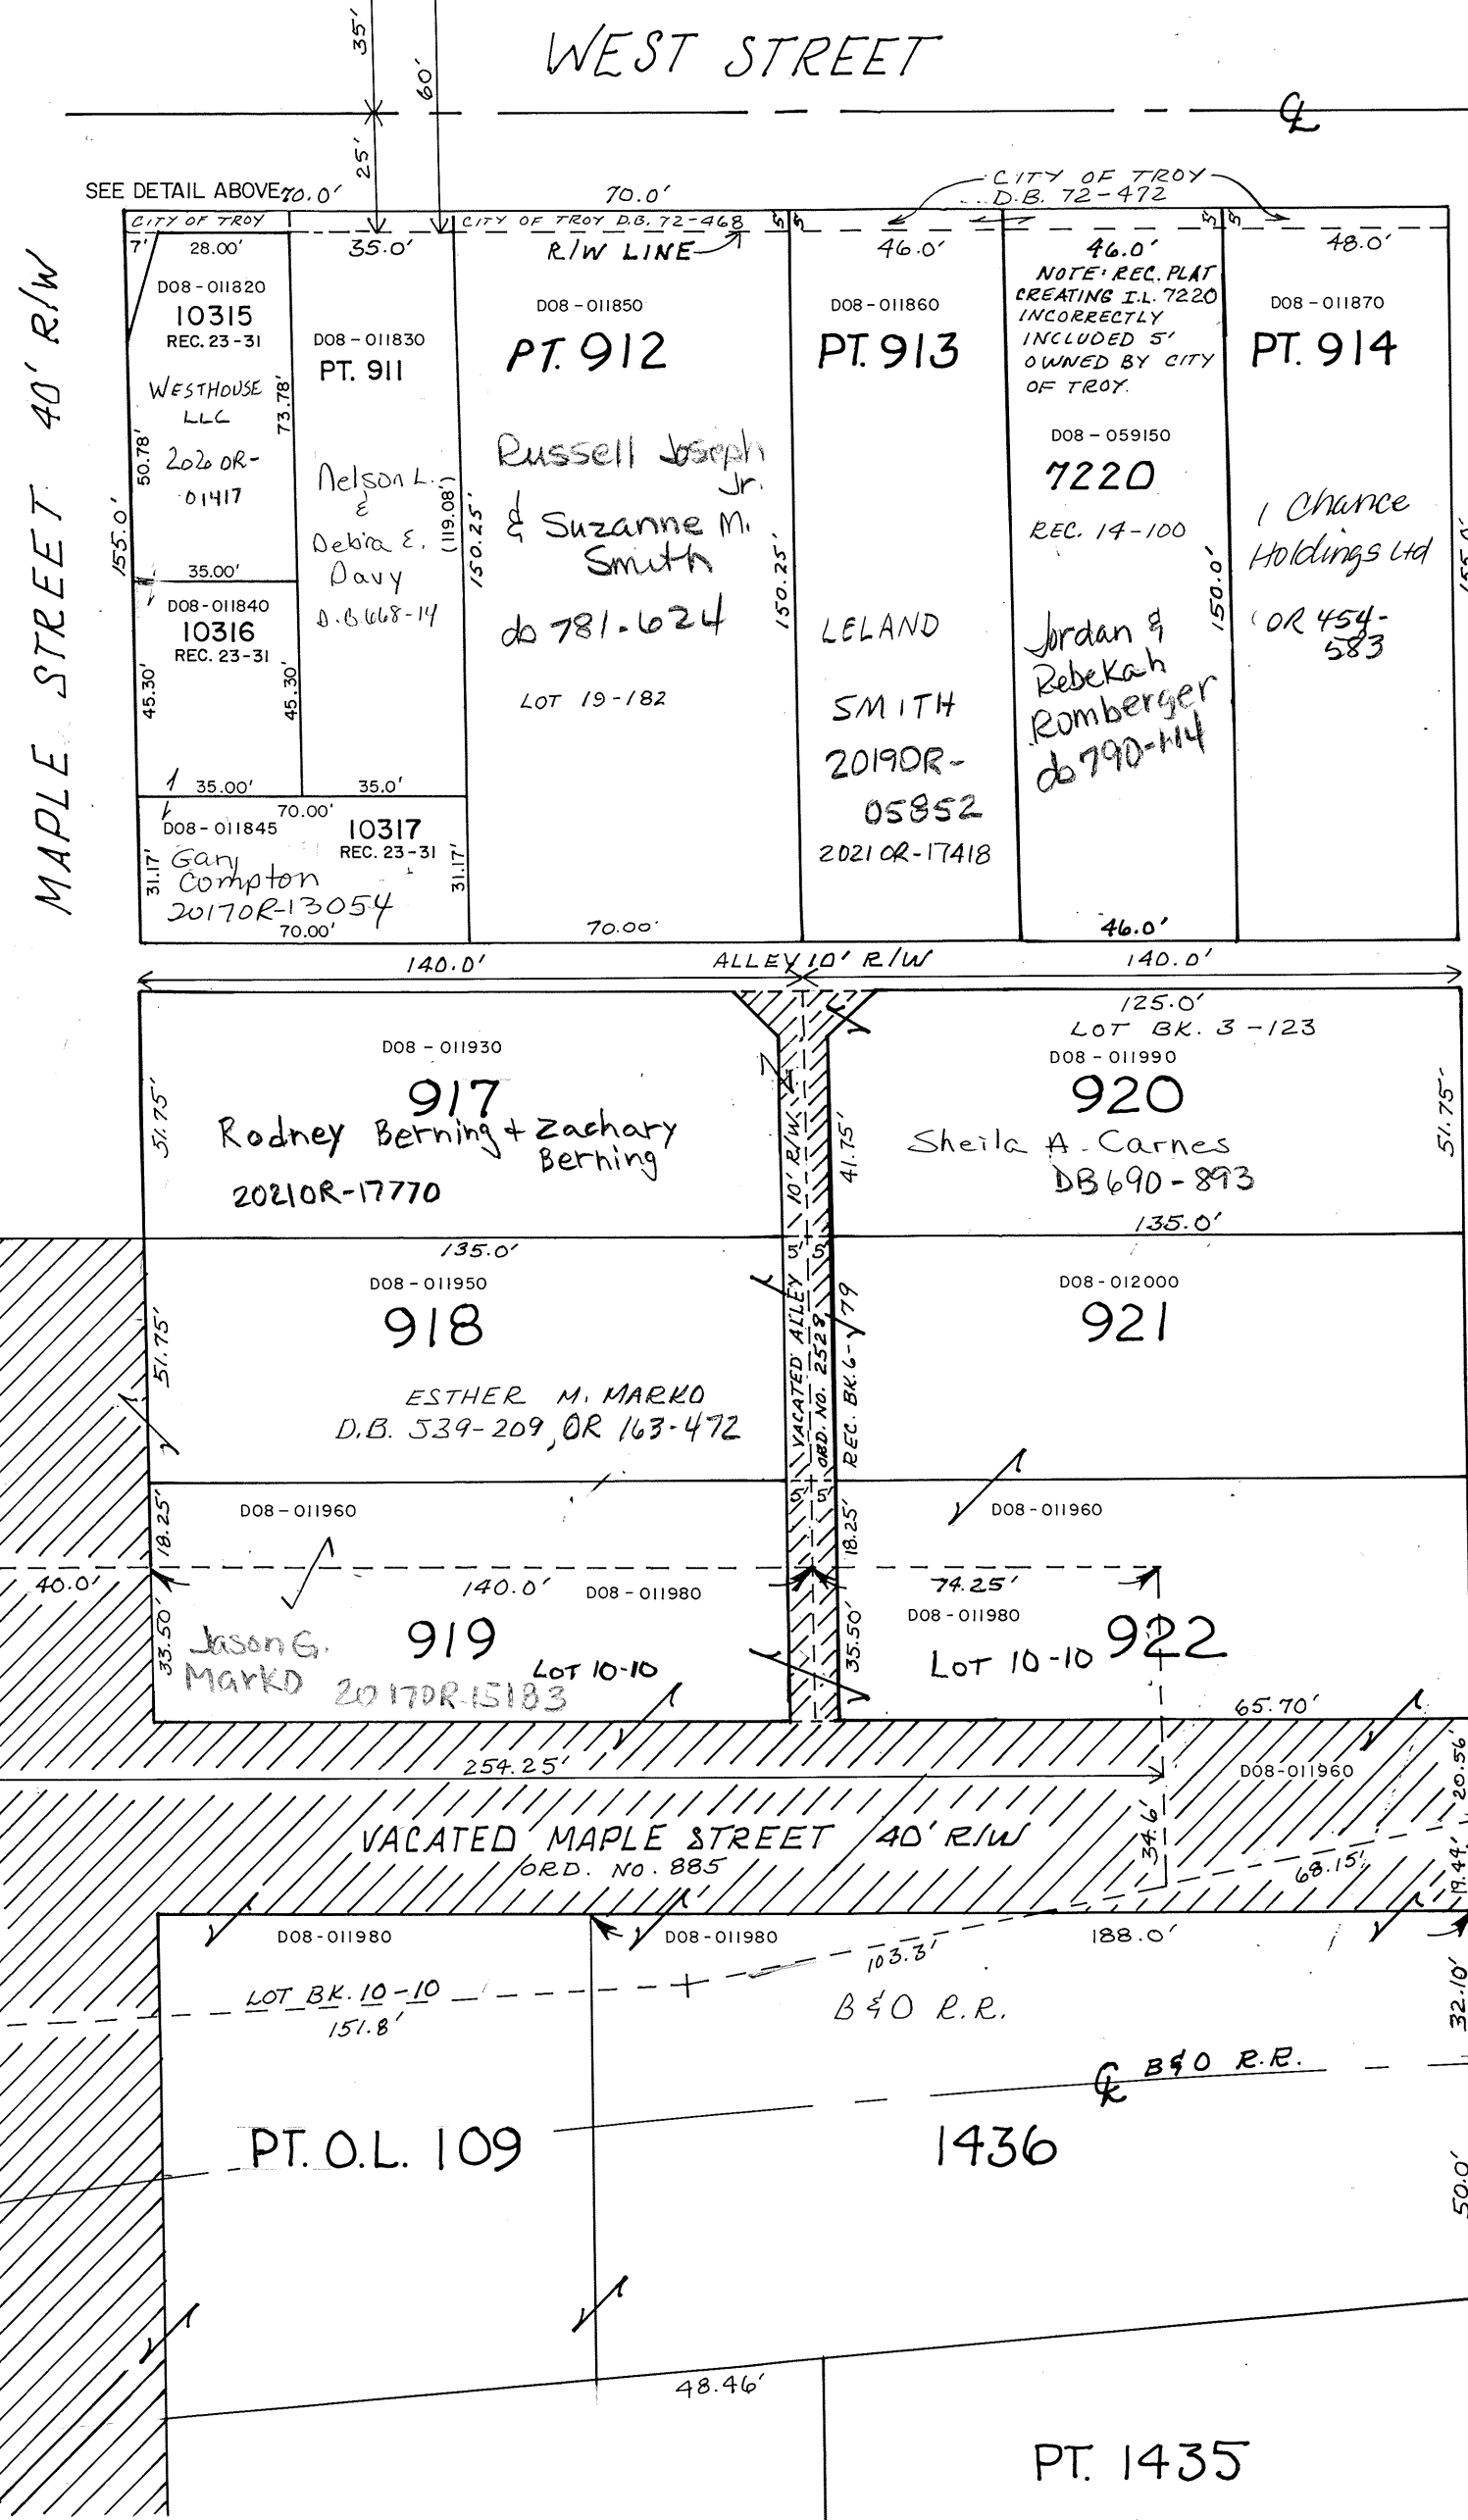 35'
60'
WEST STREET
℄
25'
SEE DETAIL ABOVE
70.0'
70.0'
CITY OF TROY
D.B. 72-472
CITY OF TROY
CITY OF TROY D.B. 72-468
5' 5'
5' 5'
7'
28.00'
35.0'
R/W LINE
46.0'
46.0'
48.0'
MAPLE STREET 40' R/W
155.0'
D08-011820
10315
REC. 23-31
WESTHOUSE
LLC
2020 OR-
01417
50.78'
73.78'
35.00'
D08-011830
PT. 911
Nelson L.
&
Debra E.
Davy
D.B. 668-14
(119.08')
150.25'
D08-011850
PT. 912
Russell Joseph
Jr.
& Suzanne M.
Smith
db 781-624
LOT 19-182
150.25'
D08-011860
PT. 913
LELAND
SMITH
2019OR-
05852
2021 OR-17418
NOTE: REC. PLAT
CREATING I.L. 7220
INCORRECTLY
INCLUDED 5'
OWNED BY CITY
OF TROY.
D08-059150
7220
REC. 14-100
Jordan &
Rebekah
Romberger
db 790-114
150.0'
D08-011870
PT. 914
1 Chance
Holdings Ltd
OR 454-
583
155.0'
D08-011840
10316
REC. 23-31
45.30'
45.30'
35.00'
35.0'
70.00'
D08-011845
10317
REC. 23-31
31.17'
31.17'
Gary
Compton
2017OR-13054
70.00'
70.00'
46.0'
140.0'
ALLEY 10' R/W
140.0'
125.0'
LOT BK. 3-123
D08-011930
917
Rodney Berning + Zachary
Berning
2021OR-17770
51.75'
D08-011990
920
Sheila A. Carnes
DB 690-893
41.75'
51.75'
135.0'
135.0'
5' 5'
VACATED ALLEY 10' R/W
ORD. NO. 2528
REC. BK. 6-79
D08-011950
918
51.75'
ESTHER M. MARKO
D.B. 539-209, OR 163-472
D08-012000
921
5' 5'
D08-011960
18.25'
18.25'
D08-011960
40.0'
140.0'
D08-011980
74.25'
D08-011980
33.50'
919
Jason G.
Marko
2017OR-15183
LOT 10-10
35.50'
922
LOT 10-10
65.70'
254.25'
D08-011960
20.56'
VACATED MAPLE STREET 40' R/W
ORD. NO. 885
34.6'
68.15'
19.44'
D08-011980
D08-011980
188.0'
103.3'
LOT BK. 10-10
151.8'
B & O R.R.
32.10'
℄ B & O R.R.
PT. O.L. 109
1436
50.0'
48.46'
PT. 1435